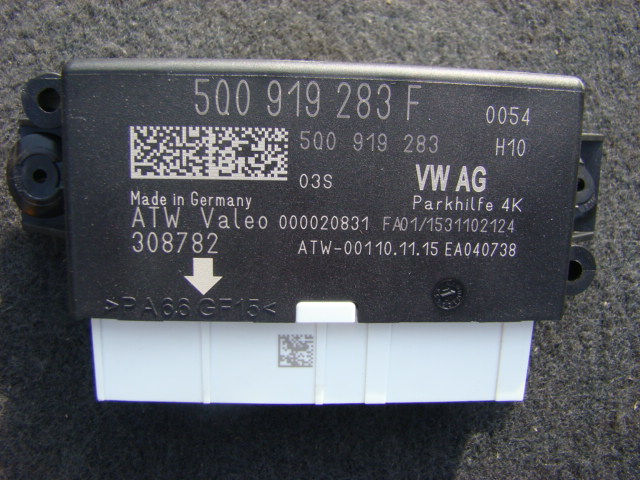 5Q0 919 283 F
0054
5Q0 919 283
H10
03S
VW AG
Made in Germany
Parkhilfe 4K
ATW Valeo 000020831 FA01/1531102124
308782
ATW-00110.11.15 EA040738
>PA66 GF15<